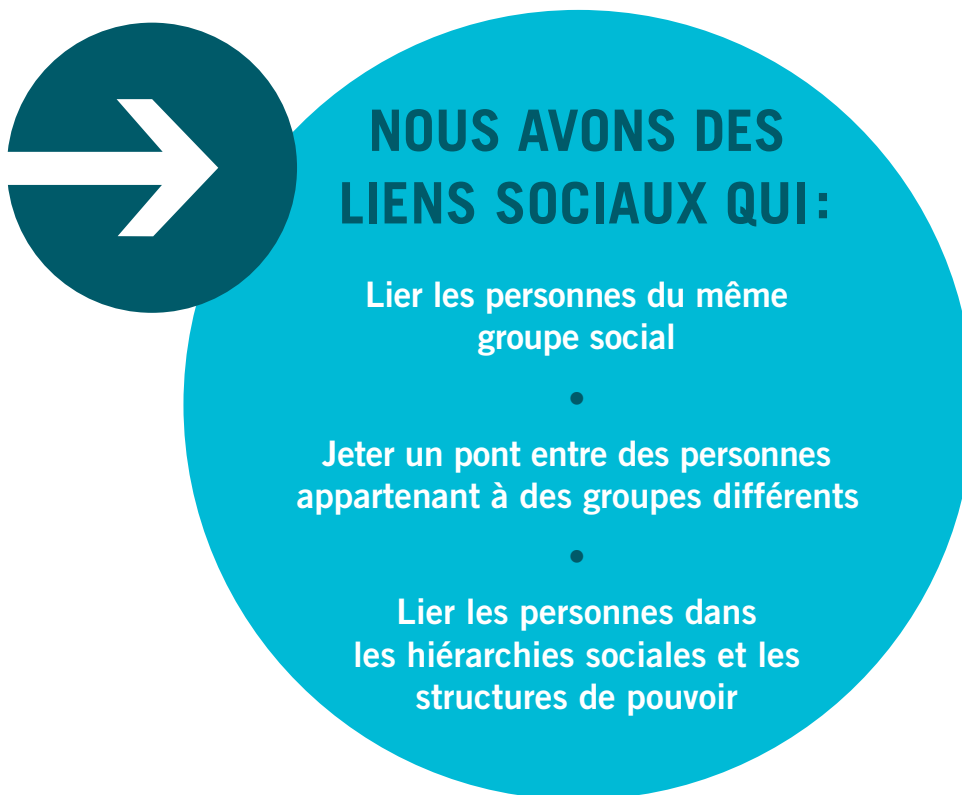 NOUS AVONS DES
LIENS SOCIAUX QUI :
Lier les personnes du même
groupe social
•
Jeter un pont entre des personnes
appartenant à des groupes différents
•
Lier les personnes dans
les hiérarchies sociales et les
structures de pouvoir